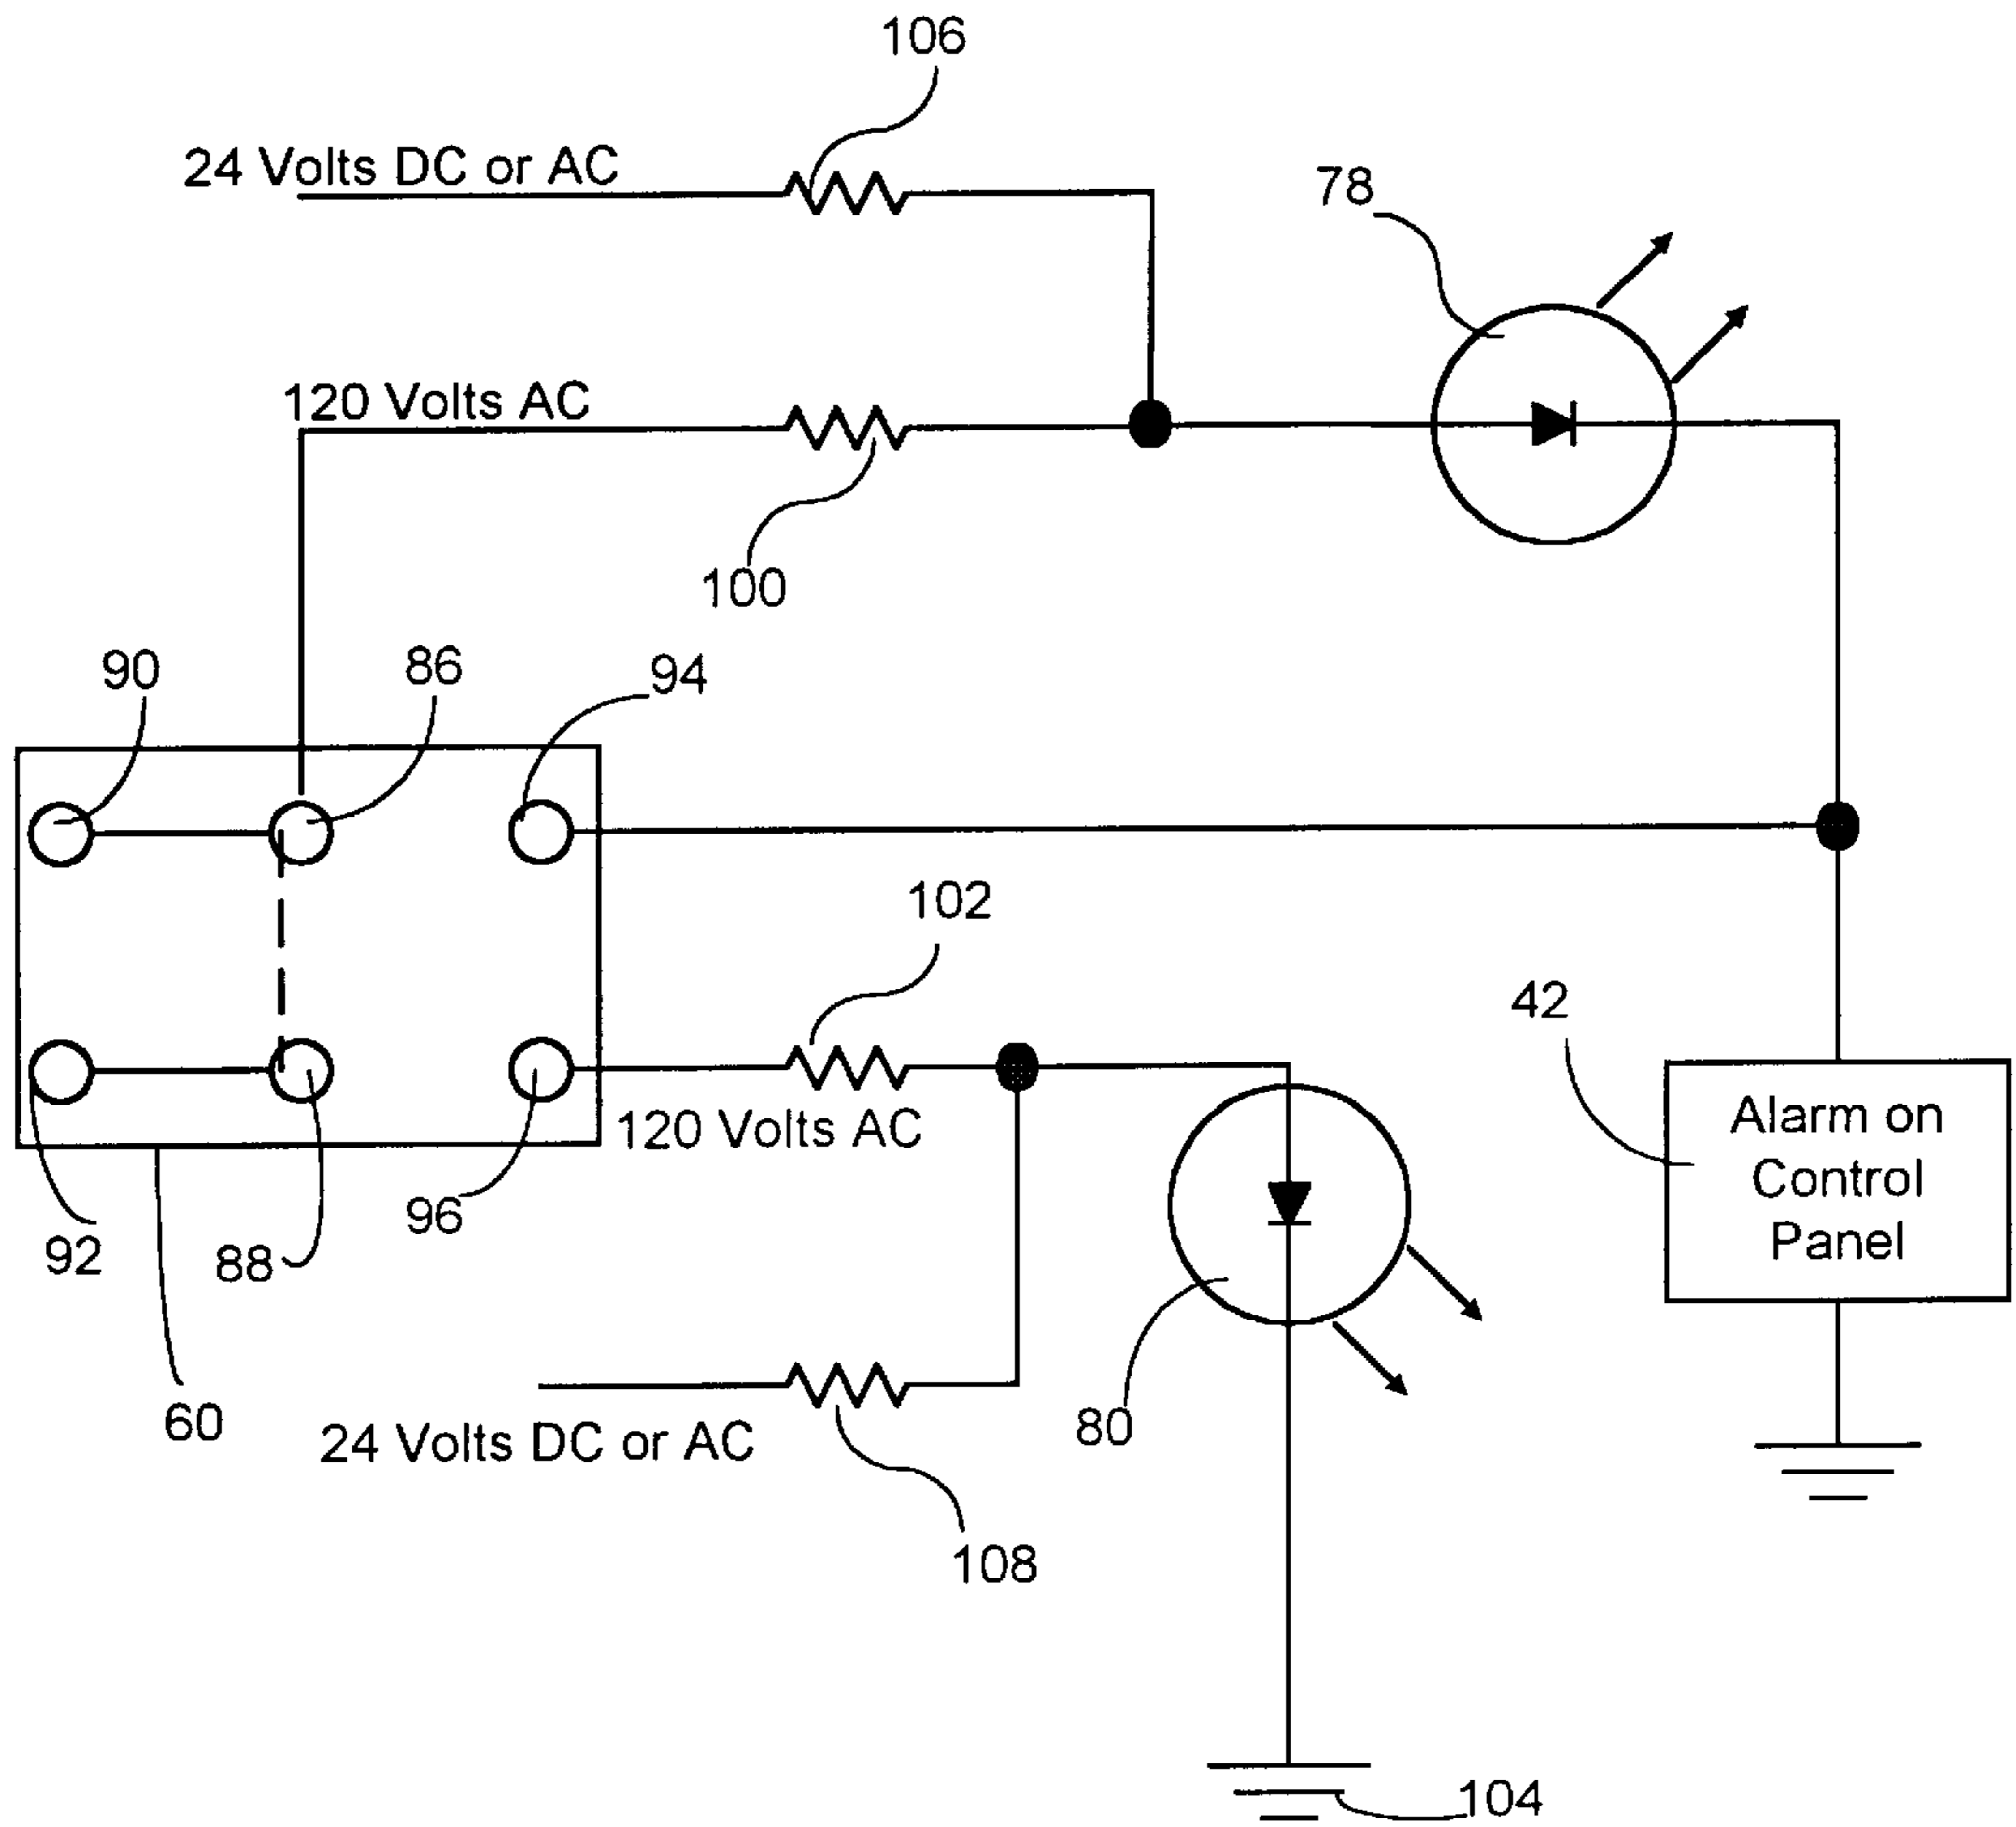 106
24 Volts DC or AC
78
120 Volts AC
100
90
86
94
102
42
Alarm on
Control
Panel
120 Volts AC
96
92
88
60
24 Volts DC or AC
80
108
104